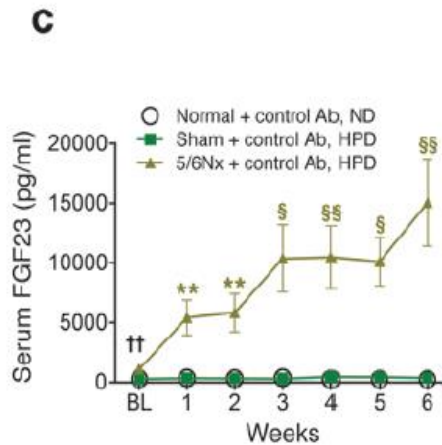 C
Normal + control Ab, ND
Sham + control Ab, HPD
5/6Nx + control Ab, HPD
Serum FGF23 (pg/ml)
20000
15000
10000
5000
0
††
**
**
§
§§
§
§§
BL 1 2 3 4 5 6
Weeks